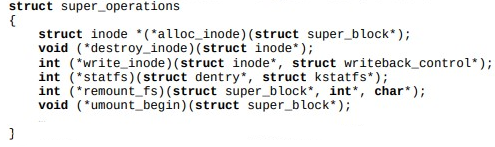 struct super_operations
{
struct inode *(*alloc_inode)(struct super_block*);
void (*destroy_inode)(struct inode*);
int (*write_inode)(struct inode*, struct writeback_control*);
int (*statfs)(struct dentry*, struct kstatfs*);
int (*remount_fs)(struct super_block*, int*, char*);
void (*umount_begin)(struct super_block*);
...
}